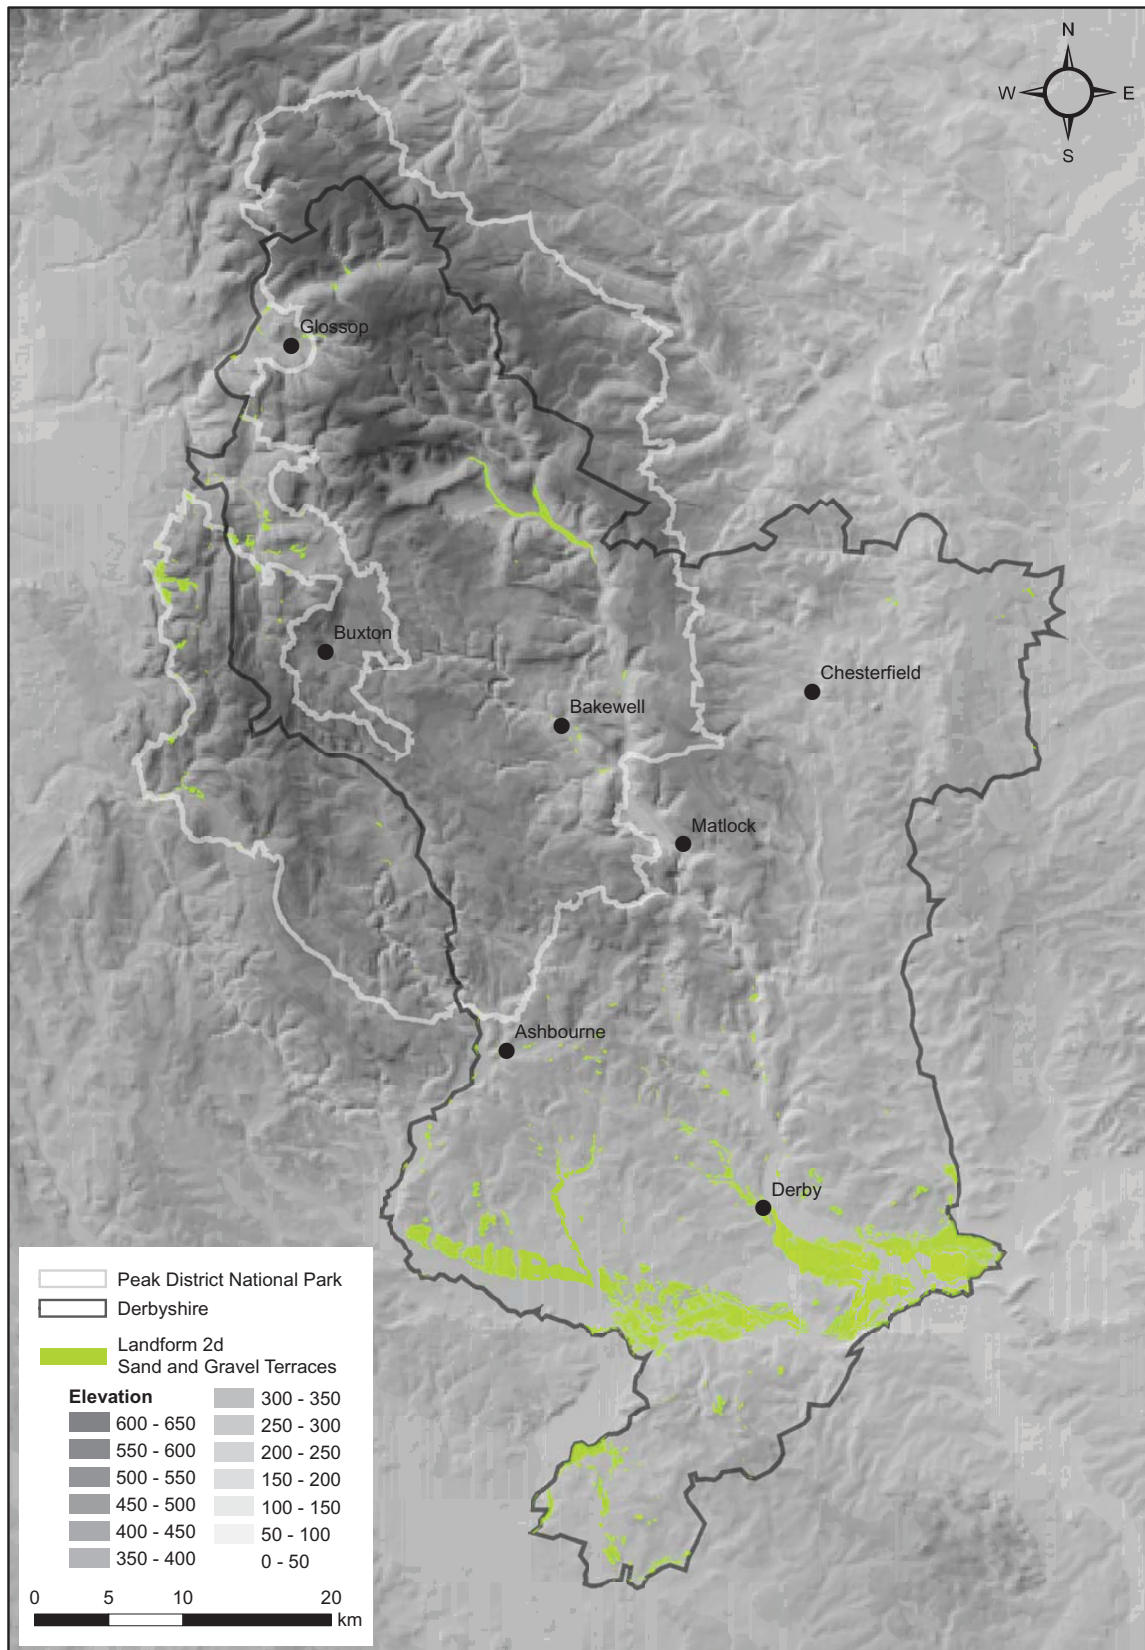 N
W
E
S
Glossop
Buxton
Chesterfield
Bakewell
Matlock
Ashbourne
Derby
Peak District National Park
Derbyshire
Landform 2d
Sand and Gravel Terraces
Elevation
600 - 650
550 - 600
500 - 550
450 - 500
400 - 450
350 - 400
300 - 350
250 - 300
200 - 250
150 - 200
100 - 150
50 - 100
0 - 50
0 5 10 20
km